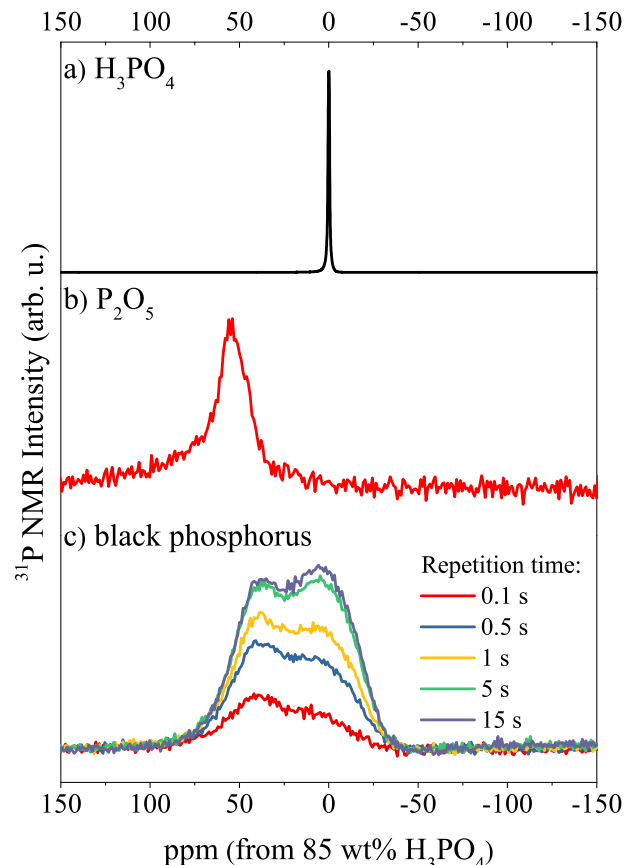 150 100 50 0 -50 -100 -150
a) H₃PO₄
b) P₂O₅
c) black phosphorus
Repetition time:
0.1 s
0.5 s
1 s
5 s
15 s
³¹P NMR Intensity (arb. u.)
150 100 50 0 -50 -100 -150
ppm (from 85 wt% H₃PO₄)